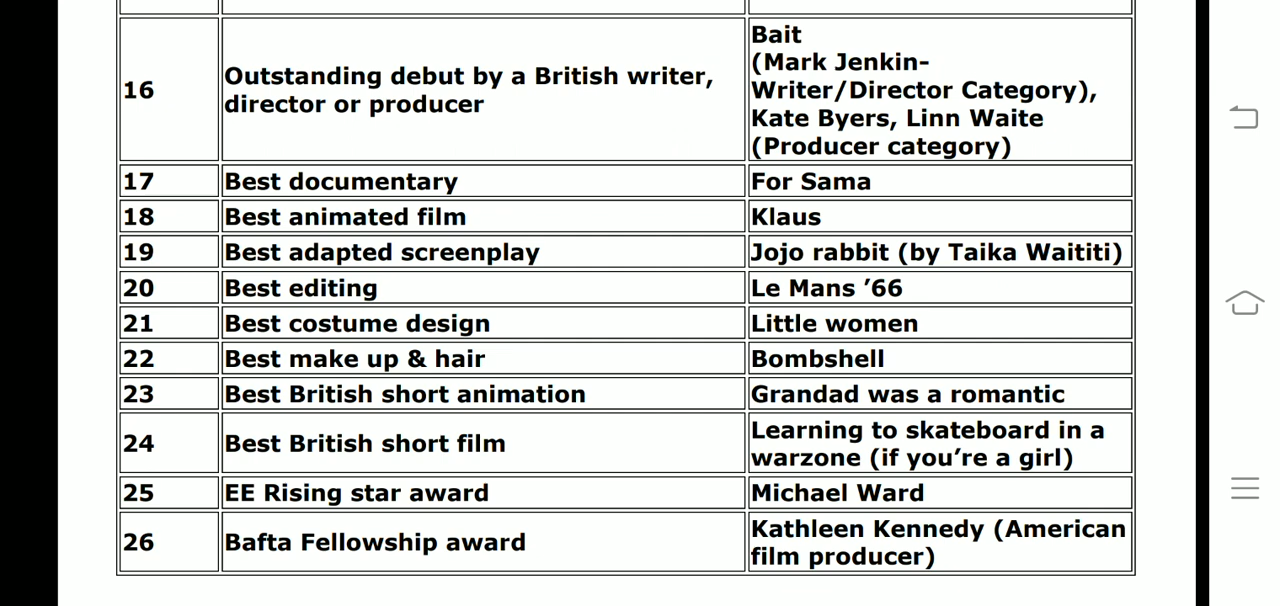 16
Outstanding debut by a British writer,
director or producer
Bait
(Mark Jenkin-
Writer/Director Category),
Kate Byers, Linn Waite
(Producer category)
17 Best documentary For Sama
18 Best animated film Klaus
19 Best adapted screenplay Jojo rabbit (by Taika Waititi)
20 Best editing Le Mans ’66
21 Best costume design Little women
22 Best make up & hair Bombshell
23 Best British short animation Grandad was a romantic
24 Best British short film
Learning to skateboard in a
warzone (if you’re a girl)
25 EE Rising star award Michael Ward
26 Bafta Fellowship award
Kathleen Kennedy (American
film producer)